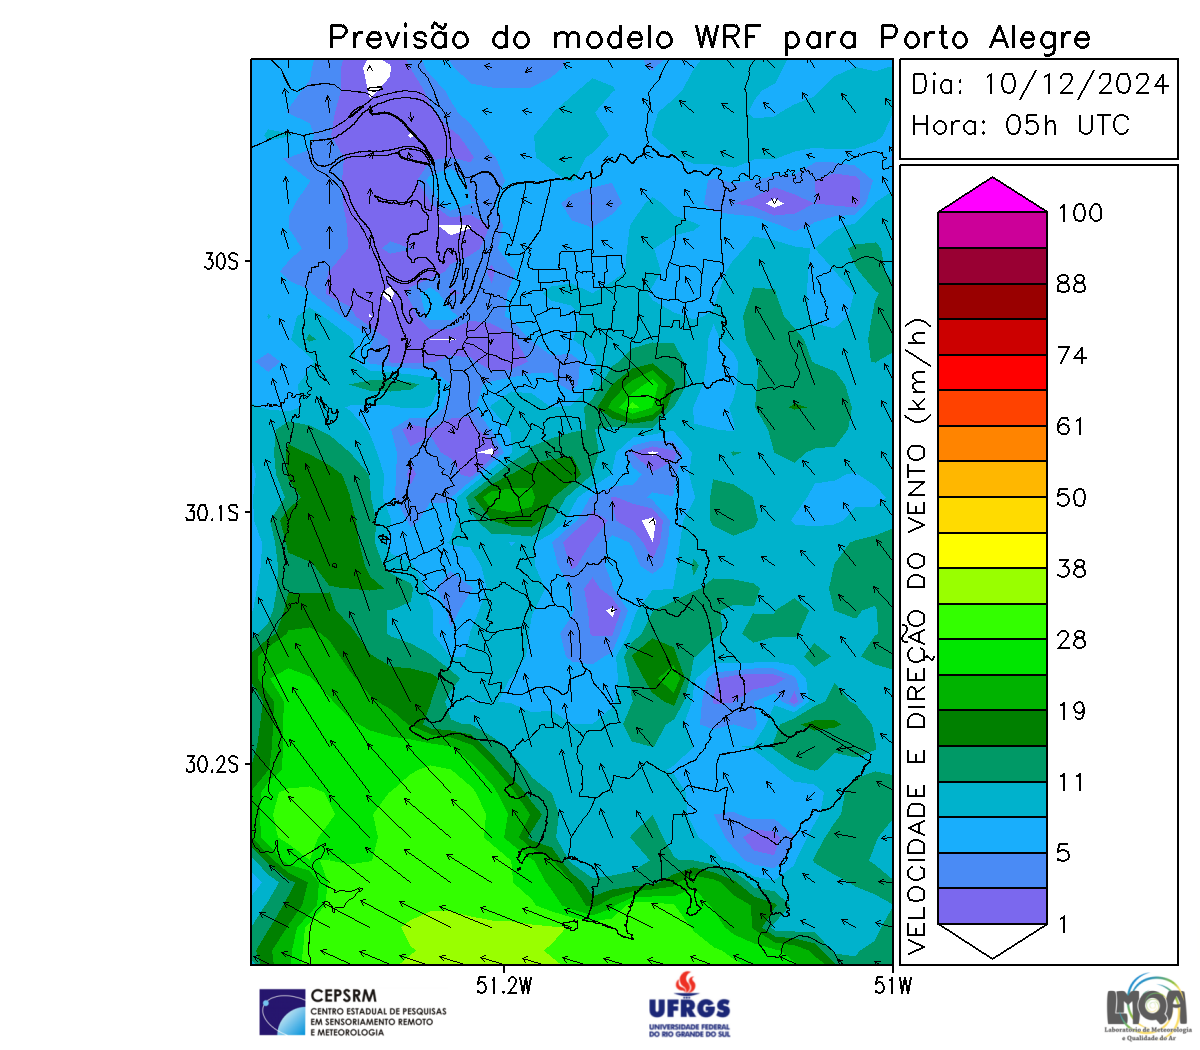 Previsão do modelo WRF para Porto Alegre
Dia: 10/12/2024
Hora: 05h UTC
30S
30.1S
30.2S
51.2W
51W
VELOCIDADE E DIREÇÃO DO VENTO (km/h)
100
88
74
61
50
38
28
19
11
5
1
CEPSRM
CENTRO ESTADUAL DE PESQUISAS
EM SENSORIAMENTO REMOTO
E METEOROLOGIA
UFRGS
UNIVERSIDADE FEDERAL
DO RIO GRANDE DO SUL
LMQA
Laboratório de Meteorologia
e Qualidade do Ar